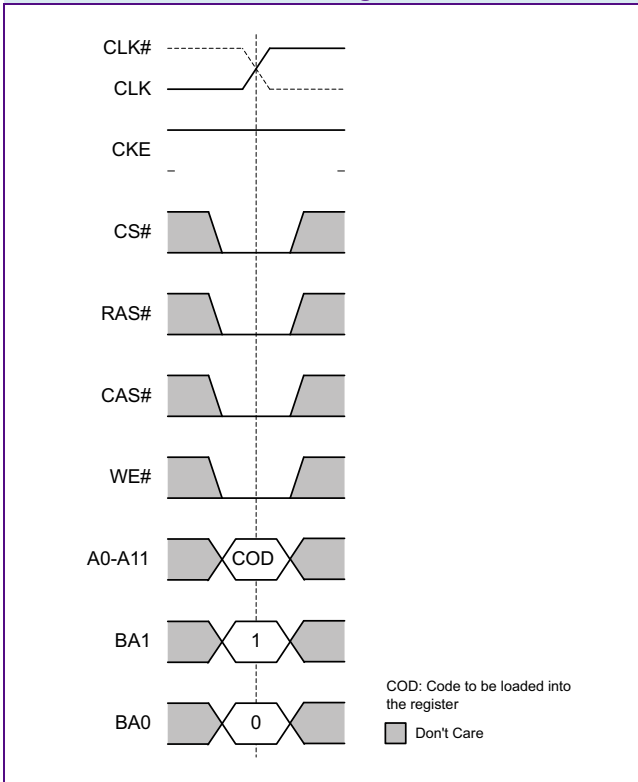 CLK#
CLK
CKE
CS#
RAS#
CAS#
WE#
A0-A11
COD
BA1
1
BA0
0
COD: Code to be loaded into
the register
Don't Care